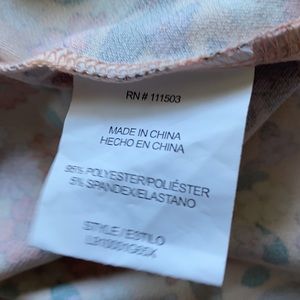 RN # 111503
MADE IN CHINA
HECHO EN CHINA
95% POLYESTER/POLIÉSTER
5% SPANDEX/ELASTANO
STYLE / ESTILO